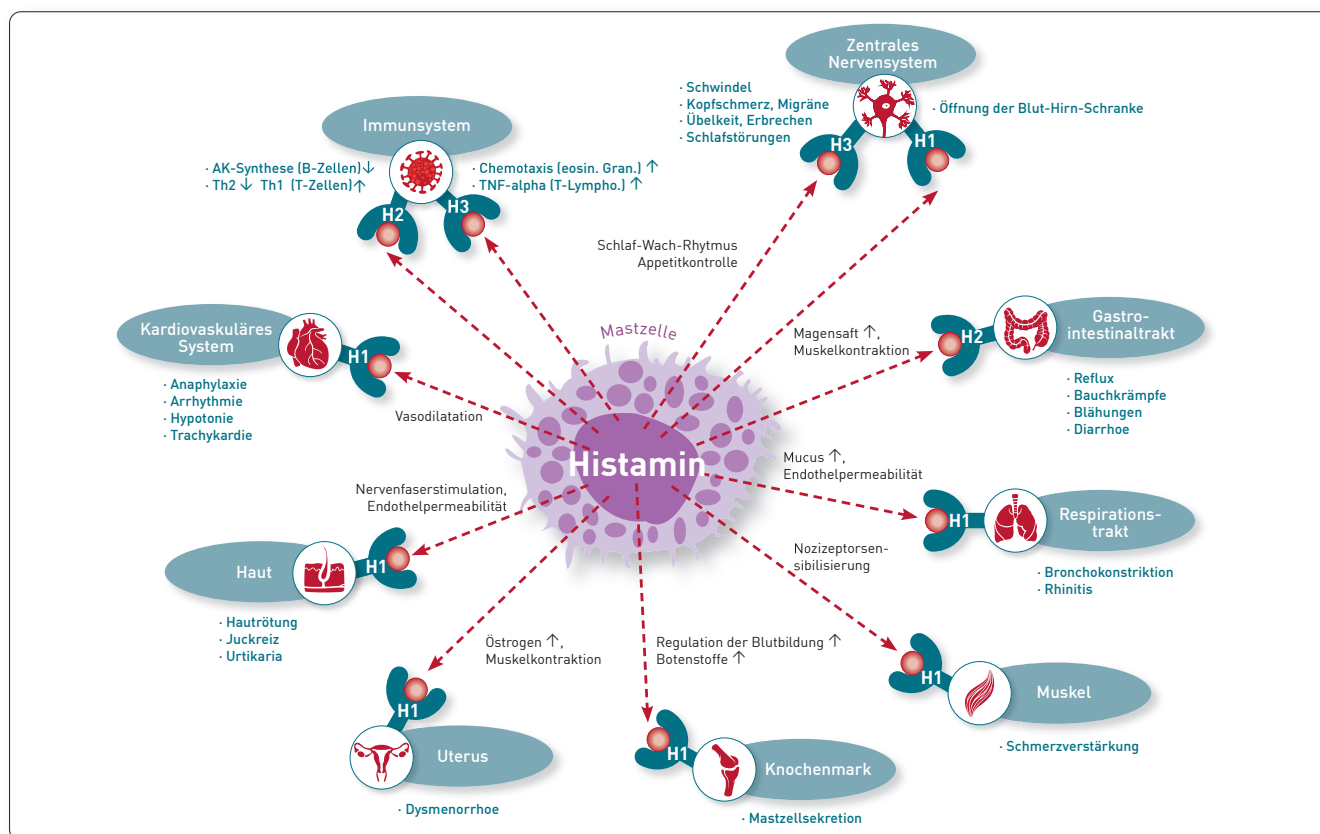 Zentrales
Nervensystem
· Schwindel
· Kopfschmerz, Migräne
· Übelkeit, Erbrechen
· Schlafstörungen
· Öffnung der Blut-Hirn-Schranke
H3
H1
Immunsystem
· AK-Synthese (B-Zellen)↓
· Th2 ↓ Th1 (T-Zellen)↑
· Chemotaxis (eosin. Gran.) ↑
· TNF-alpha (T-Lympho.) ↑
H2
H3
Schlaf-Wach-Rhytmus
Appetitkontrolle
Kardiovaskuläres
System
H1
· Anaphylaxie
· Arrhythmie
· Hypotonie
· Trachykardie
Vasodilatation
Mastzelle
Histamin
Magensaft ↑,
Muskelkontraktion
H2
Gastro-
intestinaltrakt
· Reflux
· Bauchkrämpfe
· Blähungen
· Diarrhoe
Mucus ↑,
Endothelpermeabilität
H1
Respirations-
trakt
· Bronchokonstriktion
· Rhinitis
Nervenfaserstimulation,
Endothelpermeabilität
H1
Haut
· Hautrötung
· Juckreiz
· Urtikaria
Nozizeptorsen-
sibilisierung
H1
Muskel
· Schmerzverstärkung
Östrogen ↑,
Muskelkontraktion
H1
Uterus
· Dysmenorrhoe
Regulation der Blutbildung ↑
Botenstoffe ↑
H1
Knochenmark
· Mastzellsekretion